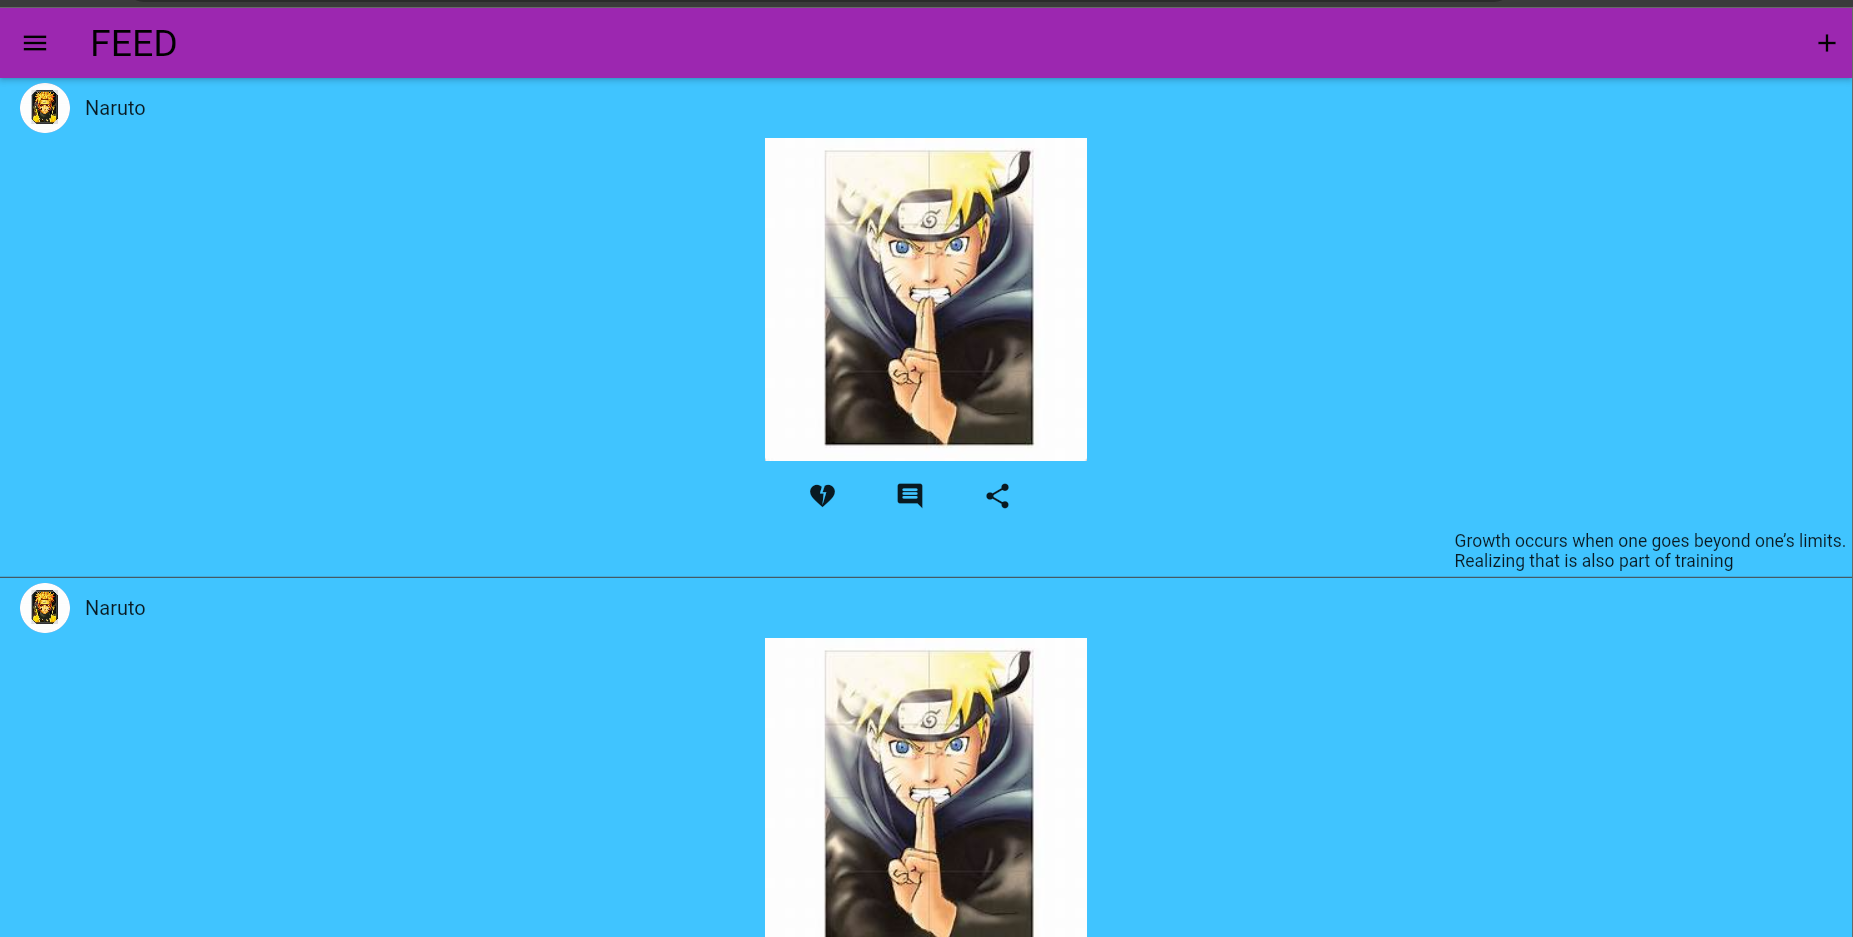 FEED
Naruto
Growth occurs when one goes beyond one’s limits.
Realizing that is also part of training
Naruto